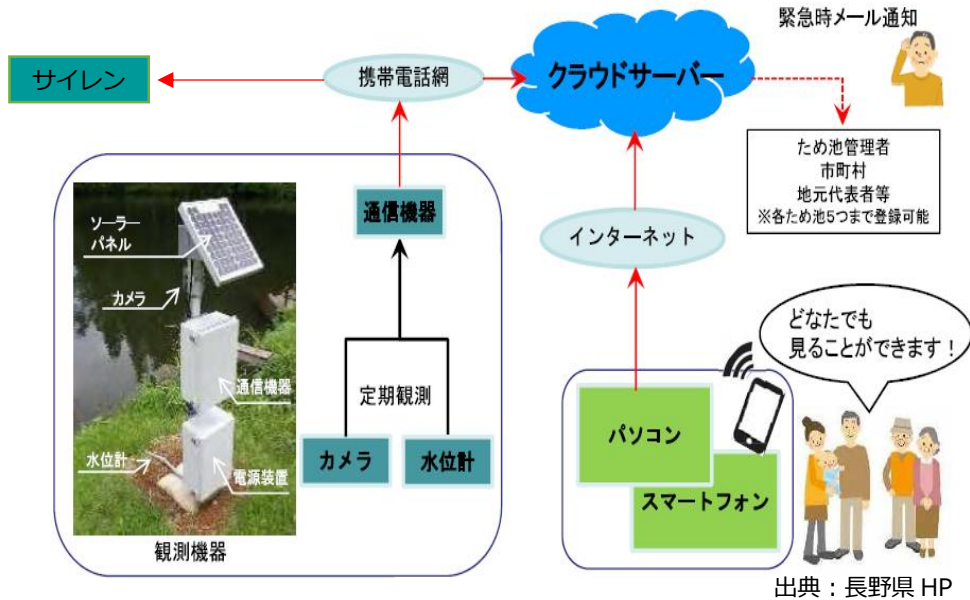 緊急時メール通知
サイレン
携帯電話網
クラウドサーバー
ため池管理者
市町村
地元代表者等
※各ため池5つまで登録可能
通信機器
インターネット
ソーラー
パネル
カメラ
通信機器
水位計
電源装置
観測機器
定期観測
カメラ
水位計
どなたでも
見ることができます！
パソコン
スマートフォン
出典：長野県 HP